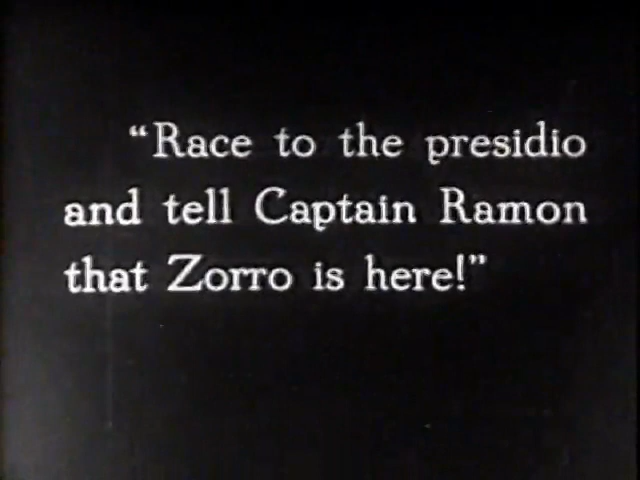 “Race to the presidio
and tell Captain Ramon
that Zorro is here!”